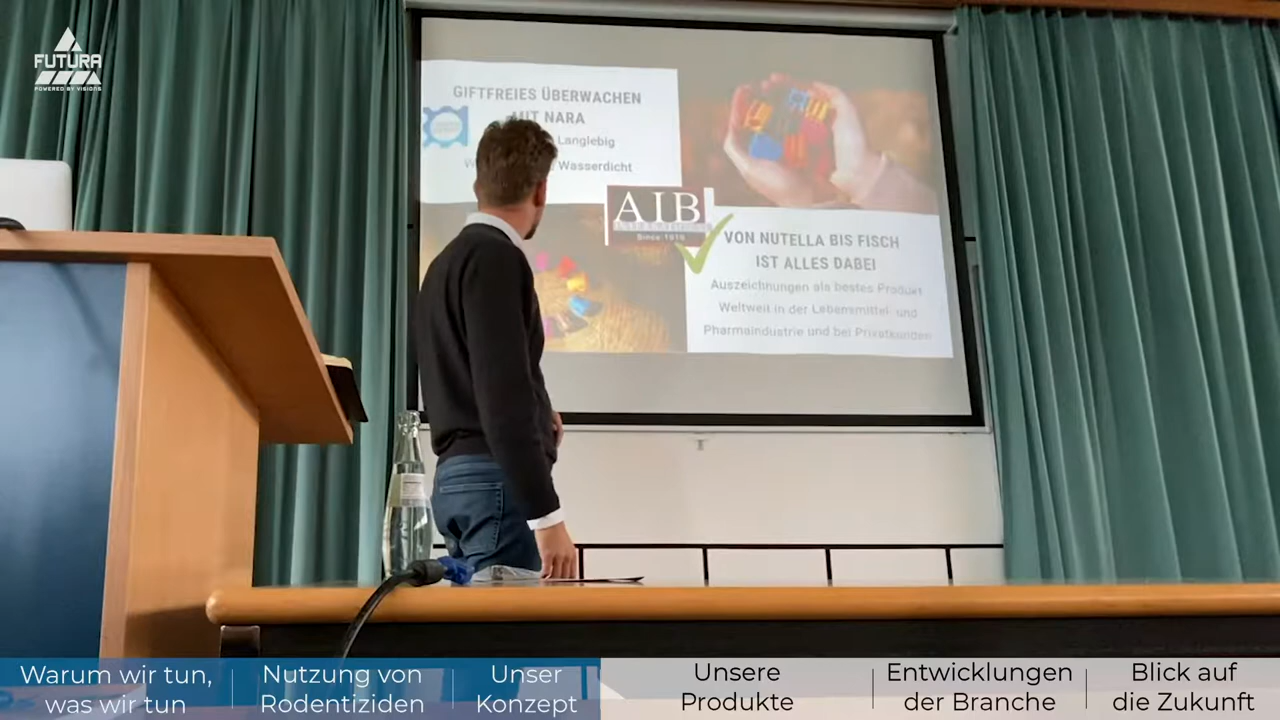 FUTURA
POWERED BY VISIONS
GIFTFREIES ÜBERWACHEN
MIT NARA
Langlebig
Wasserdicht
AIB
Since 1919
VON NUTELLA BIS FISCH
IST ALLES DABEI
Auszeichnungen als bestes Produkt
Weltweit in der Lebensmittel- und
Pharmaindustrie und bei Privatkunden
Warum wir tun,
was wir tun
Nutzung von
Rodentiziden
Unser
Konzept
Unsere
Produkte
Entwicklungen
der Branche
Blick auf
die Zukunft